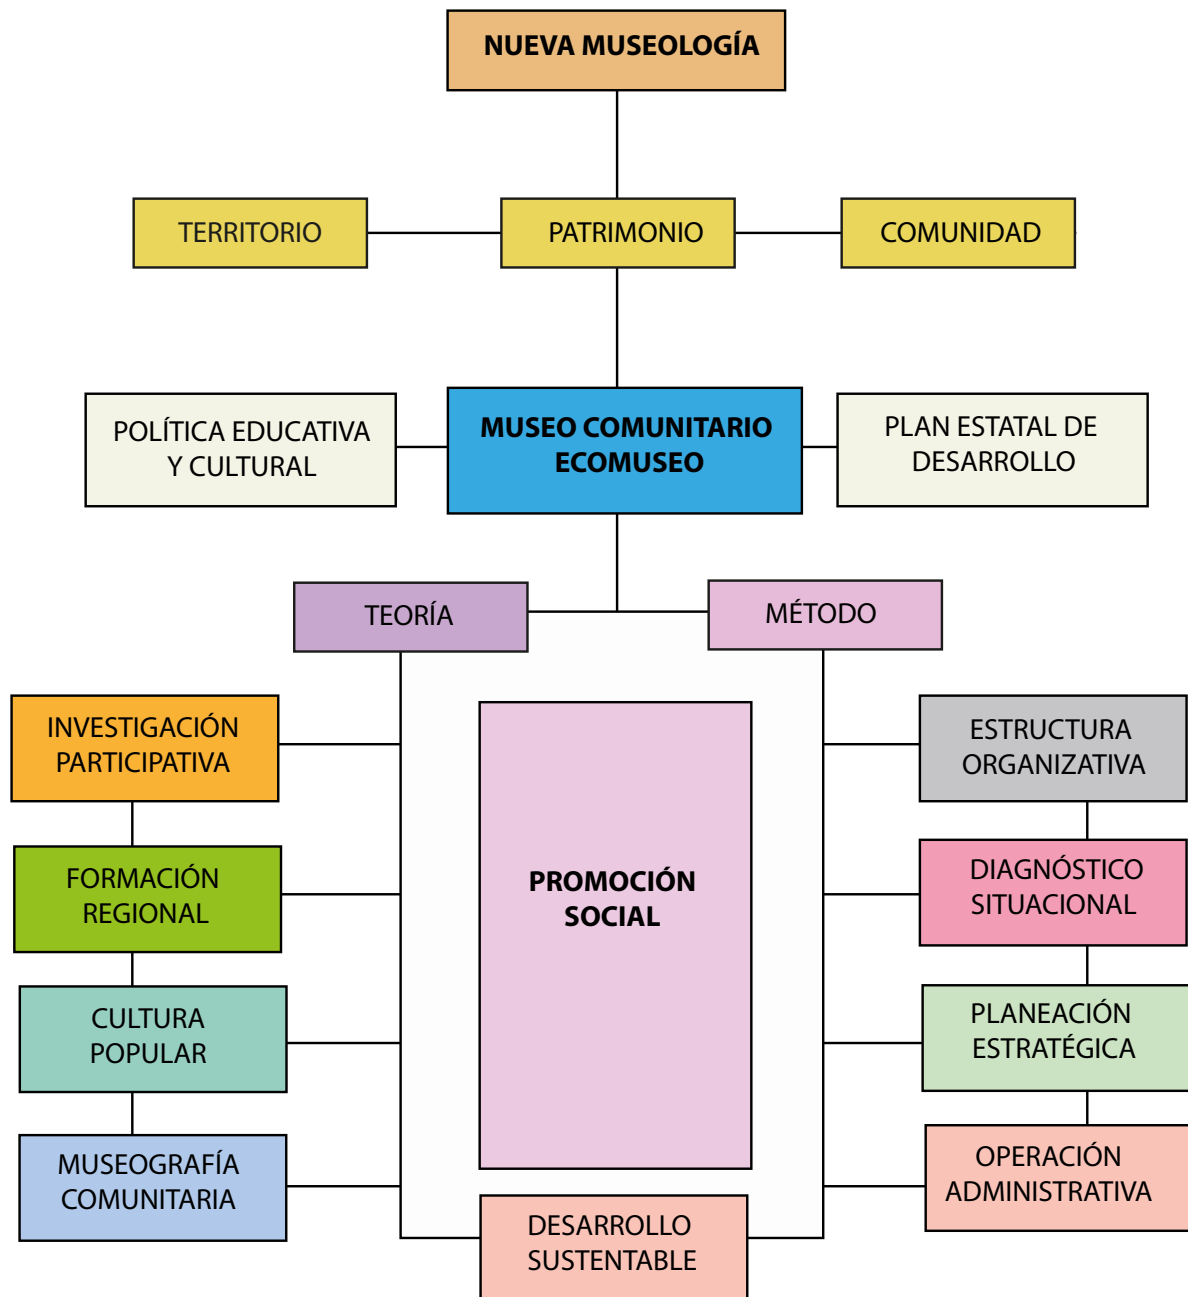 NUEVA MUSEOLOGÍA
TERRITORIO
PATRIMONIO
COMUNIDAD
POLÍTICA EDUCATIVA
Y CULTURAL
MUSEO COMUNITARIO
ECOMUSEO
PLAN ESTATAL DE
DESARROLLO
TEORÍA
MÉTODO
INVESTIGACIÓN
PARTICIPATIVA
FORMACIÓN
REGIONAL
CULTURA
POPULAR
MUSEOGRAFÍA
COMUNITARIA
PROMOCIÓN
SOCIAL
ESTRUCTURA
ORGANIZATIVA
DIAGNÓSTICO
SITUACIONAL
PLANEACIÓN
ESTRATÉGICA
OPERACIÓN
ADMINISTRATIVA
DESARROLLO
SUSTENTABLE